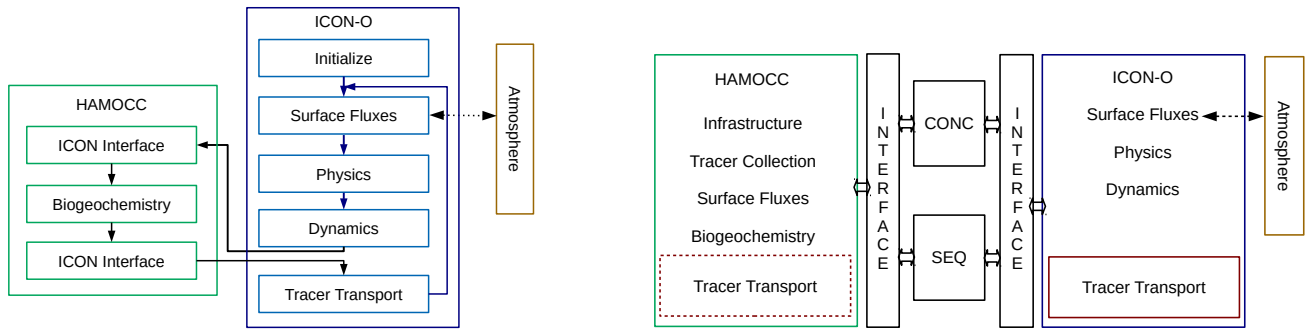 ICON-O
Initialize
Surface Fluxes
Physics
Dynamics
Tracer Transport
HAMOCC
ICON Interface
Biogeochemistry
ICON Interface
Atmosphere
HAMOCC
Infrastructure
Tracer Collection
Surface Fluxes
Biogeochemistry
Tracer Transport
INTERFACE
CONC
SEQ
INTERFACE
ICON-O
Surface Fluxes
Physics
Dynamics
Tracer Transport
Atmosphere